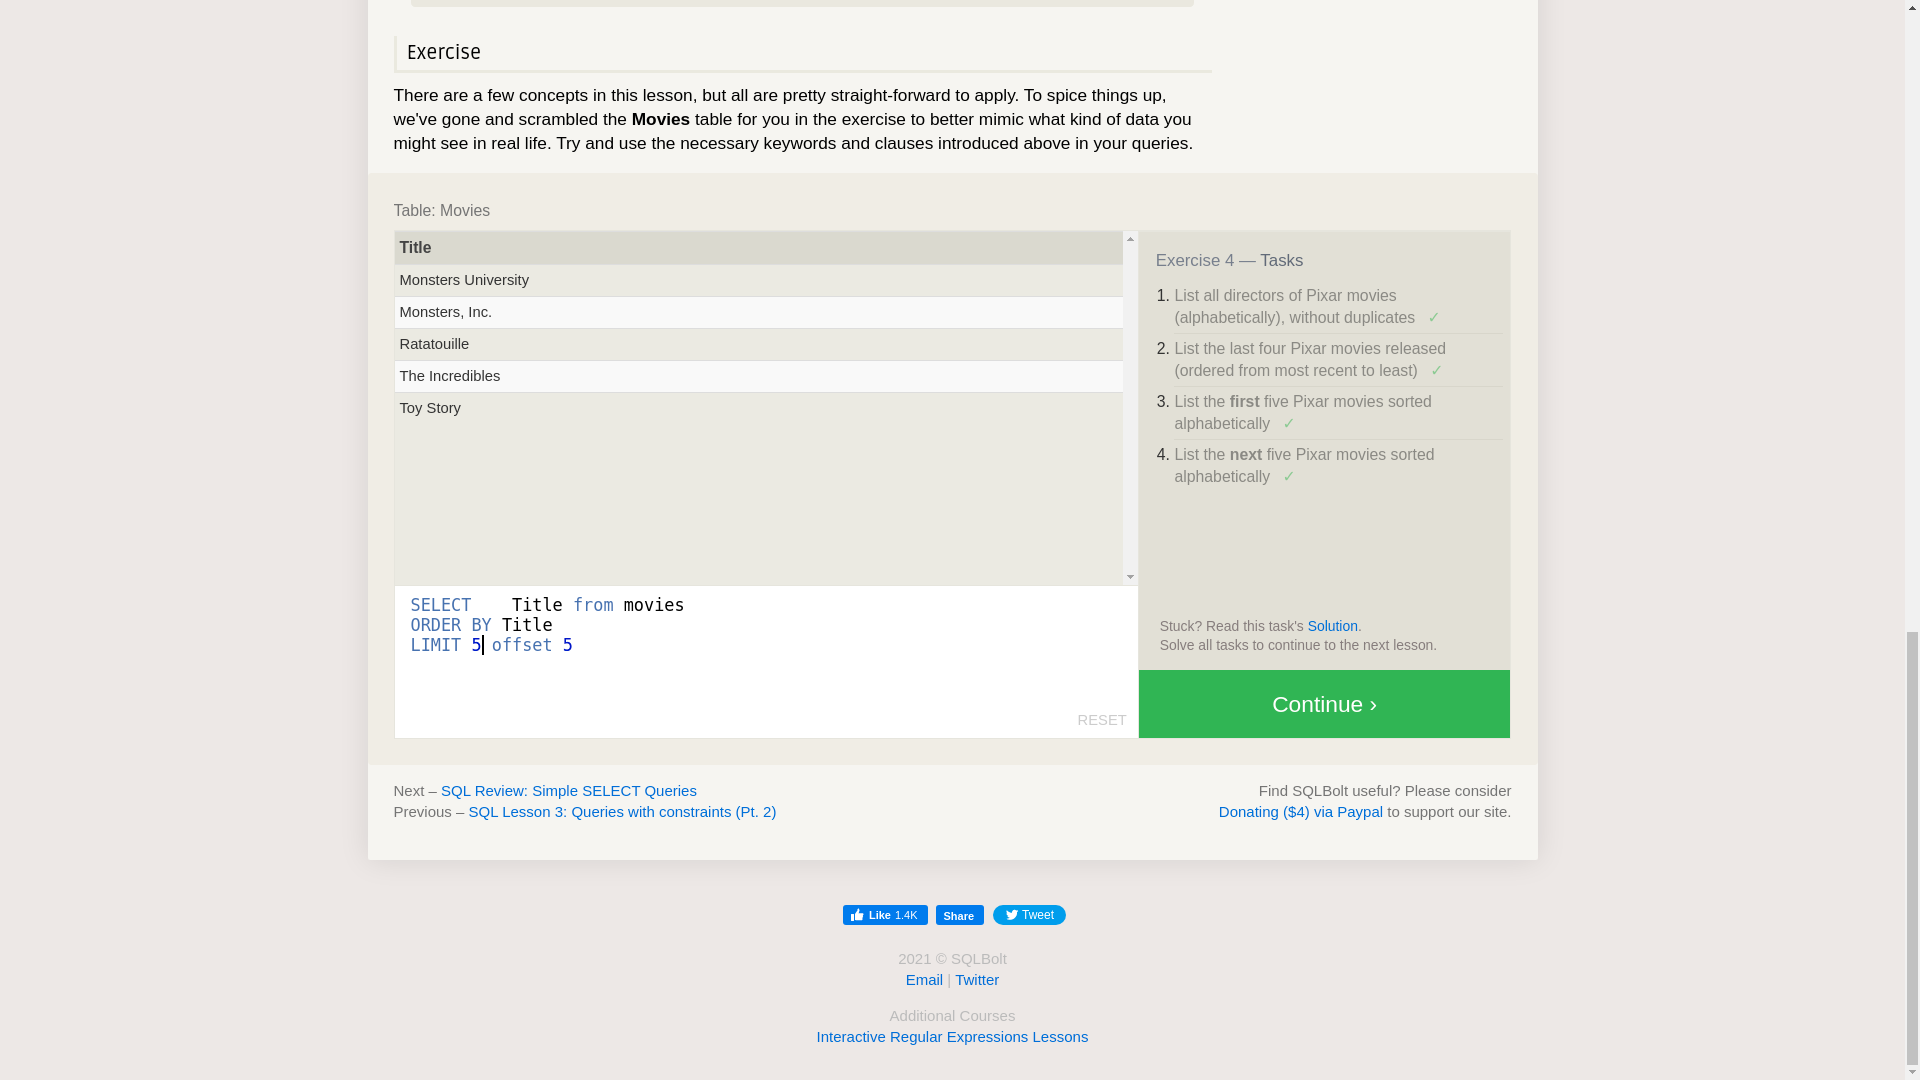 Exercise
There are a few concepts in this lesson, but all are pretty straight-forward to apply. To spice things up,
we've gone and scrambled the Movies table for you in the exercise to better mimic what kind of data you
might see in real life. Try and use the necessary keywords and clauses introduced above in your queries.
Table: Movies
Title
Monsters University
Monsters, Inc.
Ratatouille
The Incredibles
Toy Story
SELECT    Title from movies
ORDER BY Title
LIMIT 5 offset 5
RESET
Exercise 4 — Tasks
1. List all directors of Pixar movies
(alphabetically), without duplicates ✓
2. List the last four Pixar movies released
(ordered from most recent to least) ✓
3. List the first five Pixar movies sorted
alphabetically ✓
4. List the next five Pixar movies sorted
alphabetically ✓
Stuck? Read this task's Solution.
Solve all tasks to continue to the next lesson.
Continue ›
Next – SQL Review: Simple SELECT Queries
Previous – SQL Lesson 3: Queries with constraints (Pt. 2)
Find SQLBolt useful? Please consider
Donating ($4) via Paypal to support our site.
Like 1.4K Share Tweet
2021 © SQLBolt
Email | Twitter
Additional Courses
Interactive Regular Expressions Lessons